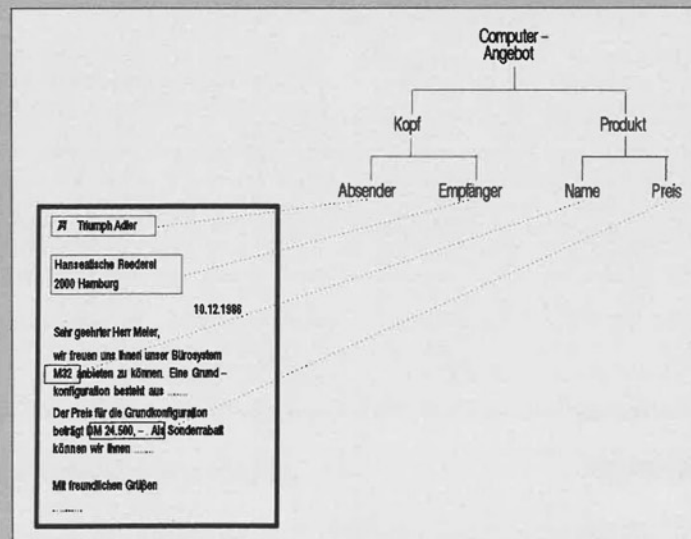 Computer –
Angebot
Kopf
Produkt
Absender
Empfänger
Name
Preis
Triumph Adler
Hanseatische Reederei
2000 Hamburg
10.12.1986
Sehr geehrter Herr Meier,
wir freuen uns Ihnen unser Bürosystem
M32 anbieten zu können. Eine Grund –
konfiguration besteht aus .......
Der Preis für die Grundkonfiguration
beträgt DM 24.500, – . Als Sonderrabatt
können wir Ihnen .......
Mit freundlichen Grüßen
.........